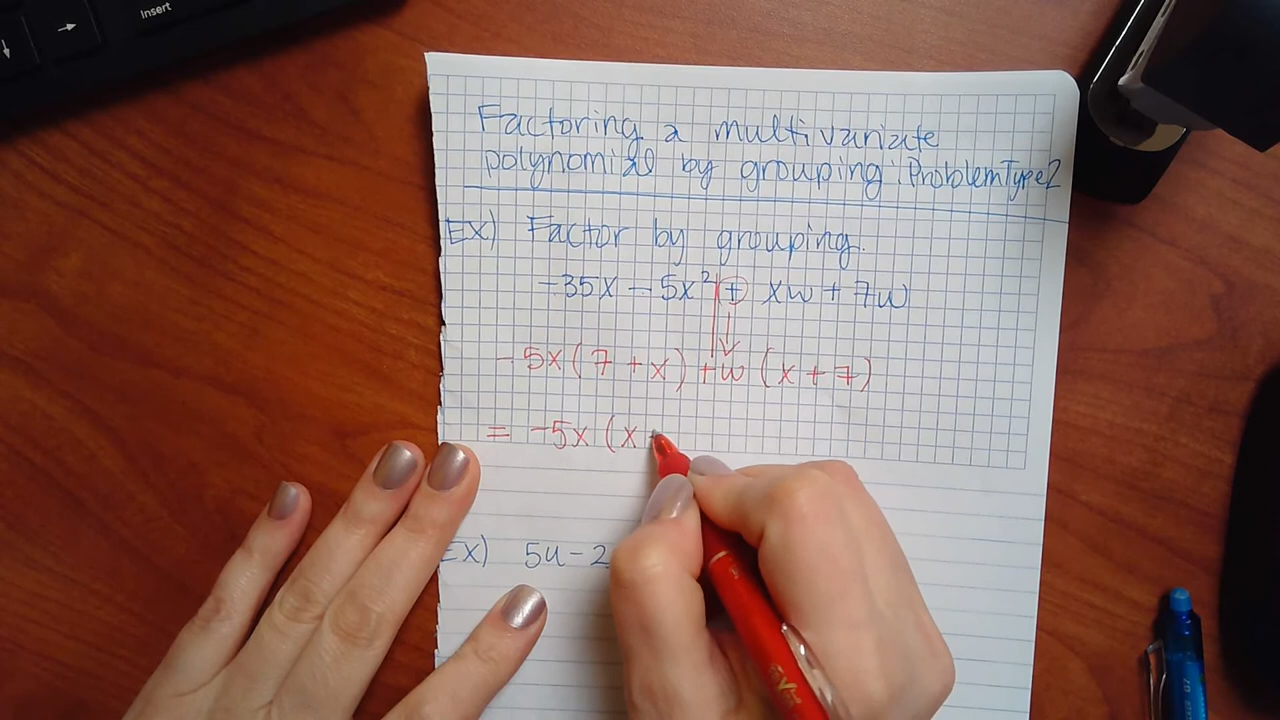 Insert
Factoring a multivariate
polynomial by grouping: Problem Type 2
EX) Factor by grouping.
-35x - 5x² + xw + 7w
-5x(7 + x) + w (x + 7)
= -5x (x
EX) 5u - 2